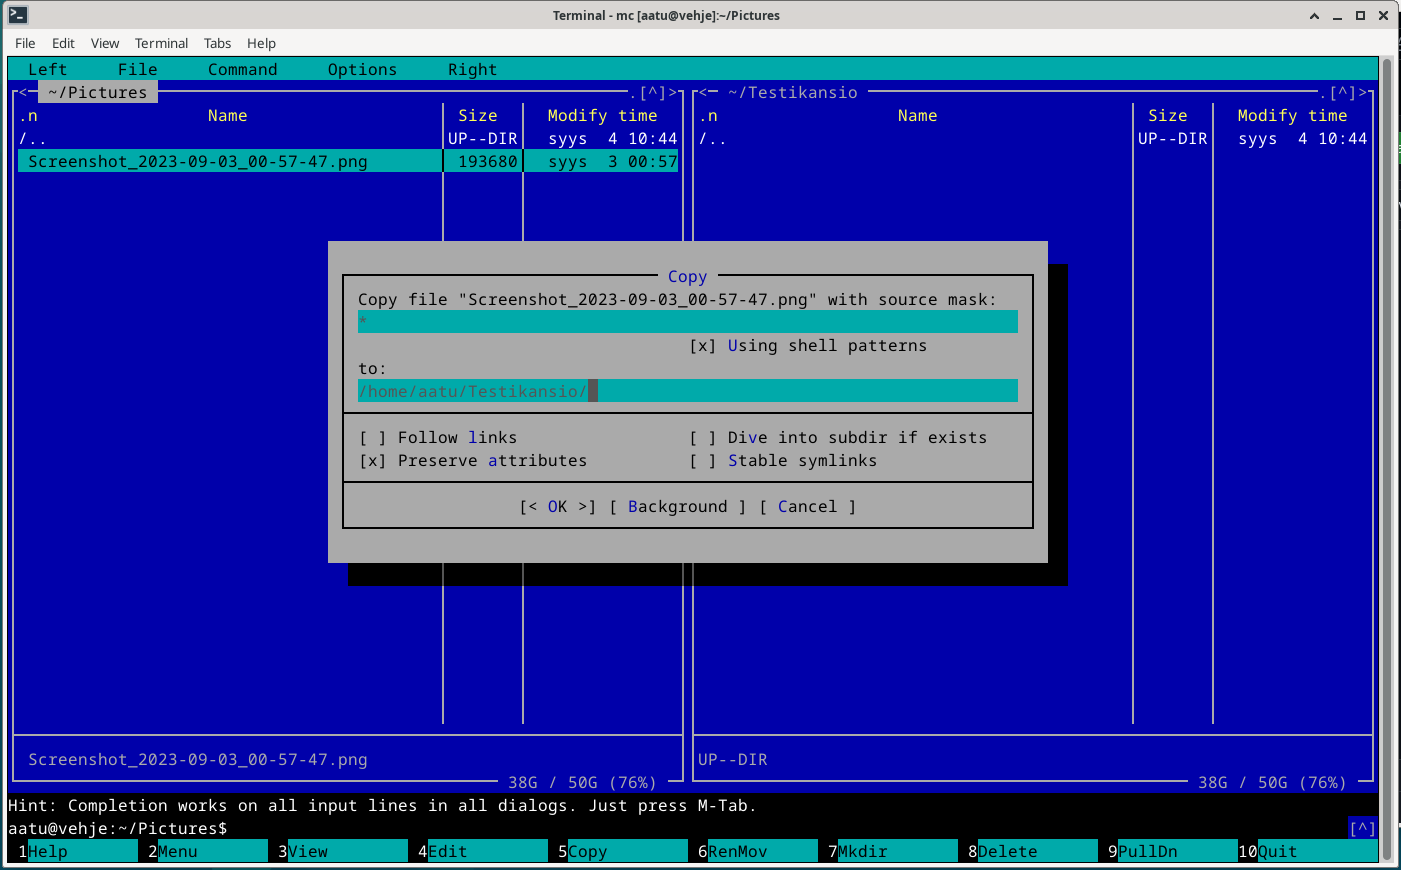 Terminal - mc [aatu@vehje]:~/Pictures
File Edit View Terminal Tabs Help
Left File Command Options Right
<- ~/Pictures .[^]> <- ~/Testikansio .[^]>
.n Name Size Modify time .n Name Size Modify time
/.. UP--DIR syys 4 10:44 /.. UP--DIR syys 4 10:44
Screenshot_2023-09-03_00-57-47.png 193680 syys 3 00:57
Copy
Copy file "Screenshot_2023-09-03_00-57-47.png" with source mask:
*
[x] Using shell patterns
to:
/home/aatu/Testikansio/
[ ] Follow links [ ] Dive into subdir if exists
[x] Preserve attributes [ ] Stable symlinks
[< OK >] [ Background ] [ Cancel ]
Screenshot_2023-09-03_00-57-47.png UP--DIR
38G / 50G (76%) 38G / 50G (76%)
Hint: Completion works on all input lines in all dialogs. Just press M-Tab.
aatu@vehje:~/Pictures$ [^]
1Help 2Menu 3View 4Edit 5Copy 6RenMov 7Mkdir 8Delete 9PullDn 10Quit